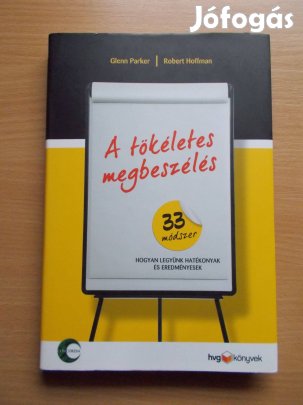 Jófogás
Glenn Parker | Robert Hoffman
A tökéletes
megbeszélés
33
módszer
HOGYAN LEGYÜNK HATÉKONYAK
ÉS EREDMÉNYESEK
hvg könyvek